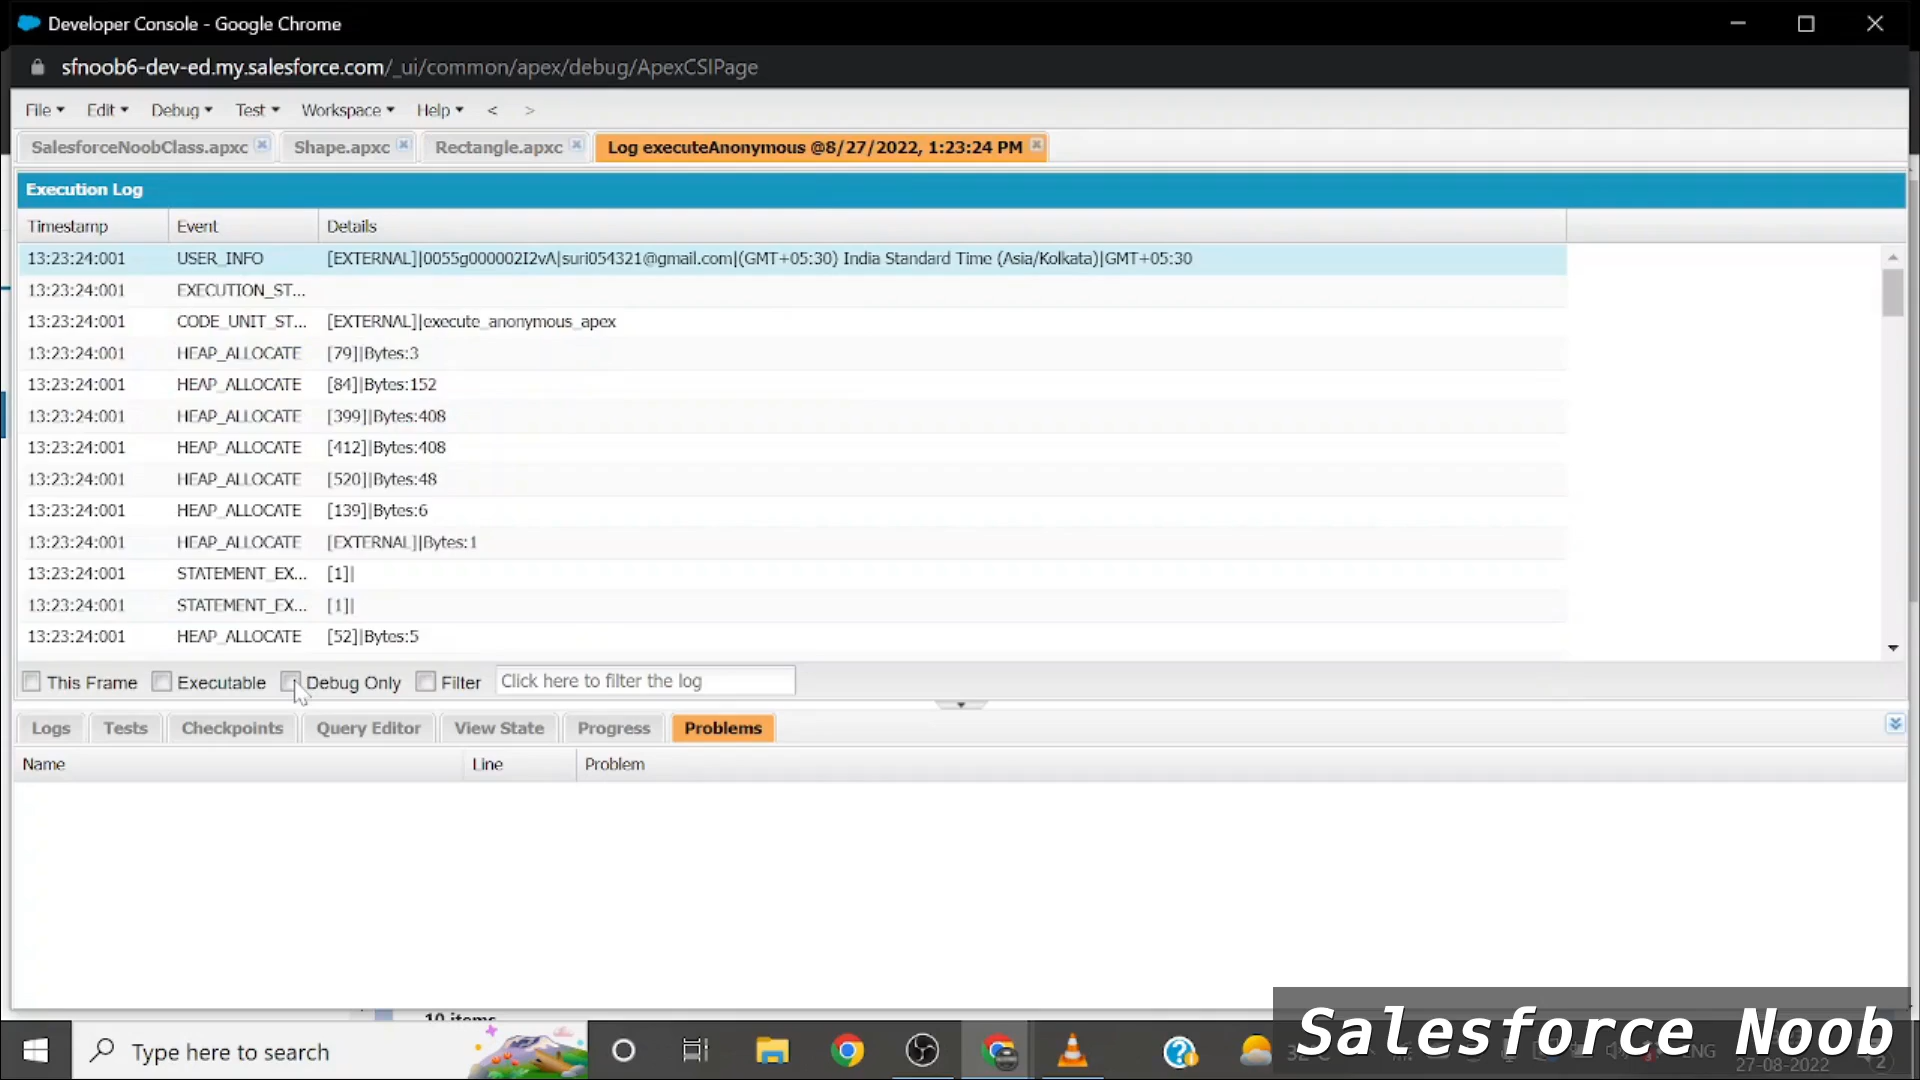 Developer Console - Google Chrome
sfnoob6-dev-ed.my.salesforce.com/_ui/common/apex/debug/ApexCSIPage
File Edit Debug Test Workspace Help < >
SalesforceNoobClass.apxc Shape.apxc Rectangle.apxc Log executeAnonymous @8/27/2022, 1:23:24 PM
Execution Log
Timestamp Event Details
13:23:24:001 USER_INFO [EXTERNAL]|0055g000002I2vA|suri054321@gmail.com|(GMT+05:30) India Standard Time (Asia/Kolkata)|GMT+05:30
13:23:24:001 EXECUTION_ST...
13:23:24:001 CODE_UNIT_ST... [EXTERNAL]|execute_anonymous_apex
13:23:24:001 HEAP_ALLOCATE [79]|Bytes:3
13:23:24:001 HEAP_ALLOCATE [84]|Bytes:152
13:23:24:001 HEAP_ALLOCATE [399]|Bytes:408
13:23:24:001 HEAP_ALLOCATE [412]|Bytes:408
13:23:24:001 HEAP_ALLOCATE [520]|Bytes:48
13:23:24:001 HEAP_ALLOCATE [139]|Bytes:6
13:23:24:001 HEAP_ALLOCATE [EXTERNAL]|Bytes:1
13:23:24:001 STATEMENT_EX... [1]|
13:23:24:001 STATEMENT_EX... [1]|
13:23:24:001 HEAP_ALLOCATE [52]|Bytes:5
This Frame Executable Debug Only Filter Click here to filter the log
Logs Tests Checkpoints Query Editor View State Progress Problems
Name Line Problem
10 items
Type here to search
Salesforce Noob
ENG
27-08-2022
2